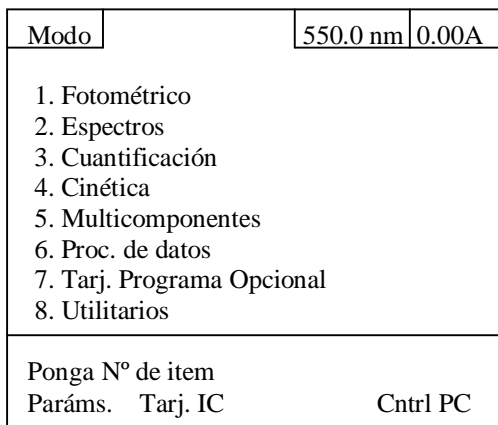 Modo 550.0 nm 0.00A
1. Fotométrico
2. Espectros
3. Cuantificación
4. Cinética
5. Multicomponentes
6. Proc. de datos
7. Tarj. Programa Opcional
8. Utilitarios
Ponga Nº de item
Paráms. Tarj. IC Cntrl PC